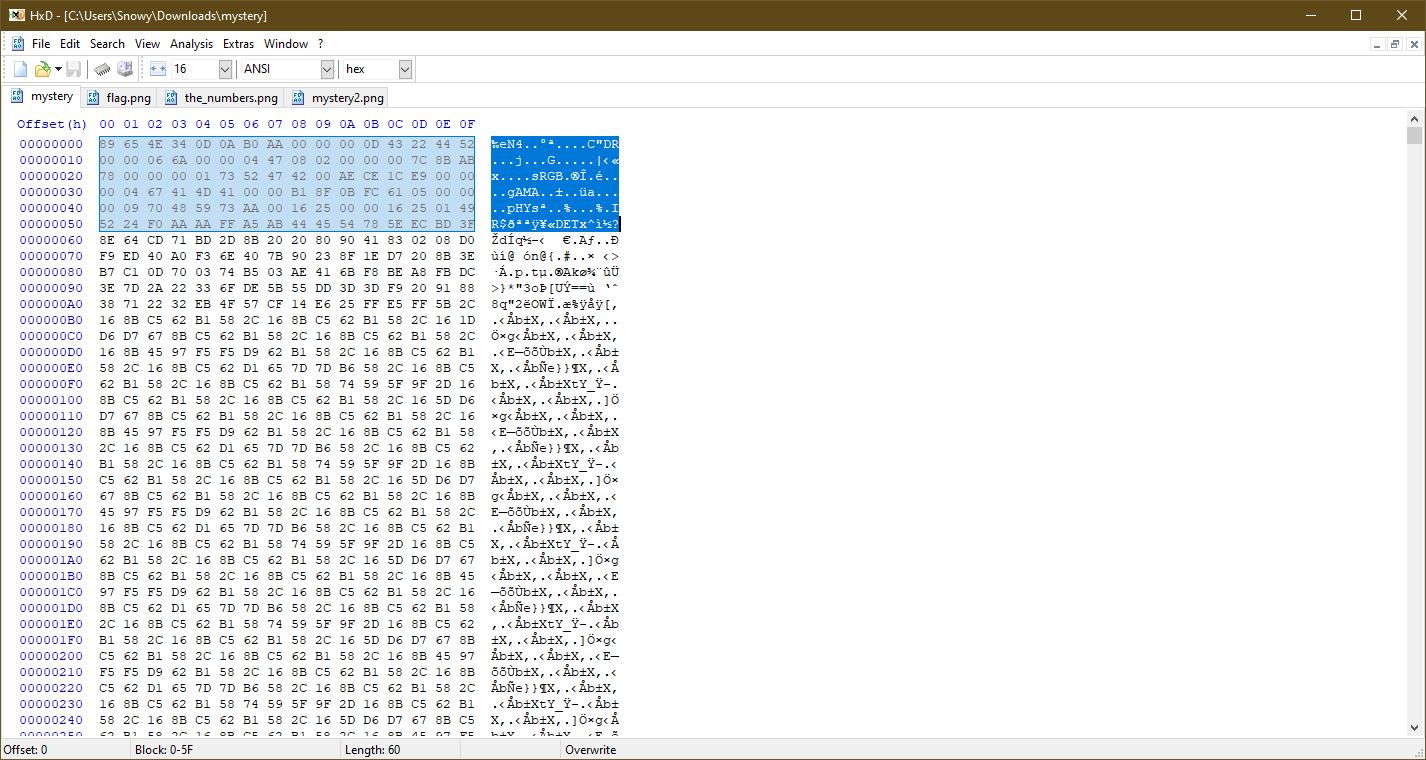 HxD - [C:\Users\Snowy\Downloads\mystery]
File Edit Search View Analysis Extras Window ?
16 ANSI hex
mystery flag.png the_numbers.png mystery2.png
Offset(h) 00 01 02 03 04 05 06 07 08 09 0A 0B 0C 0D 0E 0F
00000000 89 65 4E 34 0D 0A B0 AA 00 00 00 0D 43 22 44 52 ‰eN4..°ª....C"DR
00000010 00 00 06 6A 00 00 04 47 08 02 00 00 00 7C 8B AB ...j...G.....|‹«
00000020 78 00 00 00 01 73 52 47 42 00 AE CE 1C E9 00 00 x....sRGB.®Î.é..
00000030 00 04 67 41 4D 41 00 00 B1 8F 0B FC 61 05 00 00 ..gAMA..±..üa...
00000040 00 09 70 48 59 73 AA 00 16 25 00 00 16 25 01 49 ..pHYsª..%...%.I
00000050 52 24 F0 AA AA FF A5 AB 44 45 54 78 5E EC BD 3F R$ðªªÿ¥«DETx^ì½?
00000060 8E 64 CD 71 BD 2D 8B 20 20 80 90 41 83 02 08 D0 ŽdÍq½-‹  €.Aƒ..Ð
00000070 F9 ED 40 A0 F3 6E 40 7B 90 23 8F 1E D7 20 8B 3E ùí@ ón@{.#..× ‹>
00000080 B7 C1 0D 70 03 74 B5 03 AE 41 6B F8 BE A8 FB DC ·Á.p.tµ.®Akø¾¨ûÜ
00000090 3E 7D 2A 22 33 6F DE 5B 55 DD 3D 3D F9 20 91 88 >}*"3oÞ[UÝ==ù ‘ˆ
000000A0 38 71 22 32 EB 4F 57 CF 14 E6 25 FF E5 FF 5B 2C 8q"2ëOWÏ.æ%ÿåÿ[,
000000B0 16 8B C5 62 B1 58 2C 16 8B C5 62 B1 58 2C 16 1D .‹Åb±X,.‹Åb±X,..
000000C0 D6 D7 67 8B C5 62 B1 58 2C 16 8B C5 62 B1 58 2C Ö×g‹Åb±X,.‹Åb±X,
000000D0 16 8B 45 97 F5 F5 D9 62 B1 58 2C 16 8B C5 62 B1 .‹E—õõÙb±X,.‹Åb±
000000E0 58 2C 16 8B C5 62 D1 65 7D 7D B6 58 2C 16 8B C5 X,.‹ÅbÑe}}¶X,.‹Å
000000F0 62 B1 58 2C 16 8B C5 62 B1 58 74 59 5F 9F 2D 16 b±X,.‹Åb±XtY_Ÿ-.
00000100 8B C5 62 B1 58 2C 16 8B C5 62 B1 58 2C 16 5D D6 ‹Åb±X,.‹Åb±X,.]Ö
00000110 D7 67 8B C5 62 B1 58 2C 16 8B C5 62 B1 58 2C 16 ×g‹Åb±X,.‹Åb±X,.
00000120 8B 45 97 F5 F5 D9 62 B1 58 2C 16 8B C5 62 B1 58 ‹E—õõÙb±X,.‹Åb±X
00000130 2C 16 8B C5 62 D1 65 7D 7D B6 58 2C 16 8B C5 62 ,.‹ÅbÑe}}¶X,.‹Åb
00000140 B1 58 2C 16 8B C5 62 B1 58 74 59 5F 9F 2D 16 8B ±X,.‹Åb±XtY_Ÿ-.‹
00000150 C5 62 B1 58 2C 16 8B C5 62 B1 58 2C 16 5D D6 D7 Åb±X,.‹Åb±X,.]Ö×
00000160 67 8B C5 62 B1 58 2C 16 8B C5 62 B1 58 2C 16 8B g‹Åb±X,.‹Åb±X,.‹
00000170 45 97 F5 F5 D9 62 B1 58 2C 16 8B C5 62 B1 58 2C E—õõÙb±X,.‹Åb±X,
00000180 16 8B C5 62 D1 65 7D 7D B6 58 2C 16 8B C5 62 B1 .‹ÅbÑe}}¶X,.‹Åb±
00000190 58 2C 16 8B C5 62 B1 58 74 59 5F 9F 2D 16 8B C5 X,.‹Åb±XtY_Ÿ-.‹Å
000001A0 62 B1 58 2C 16 8B C5 62 B1 58 2C 16 5D D6 D7 67 b±X,.‹Åb±X,.]Ö×g
000001B0 8B C5 62 B1 58 2C 16 8B C5 62 B1 58 2C 16 8B 45 ‹Åb±X,.‹Åb±X,.‹E
000001C0 97 F5 F5 D9 62 B1 58 2C 16 8B C5 62 B1 58 2C 16 —õõÙb±X,.‹Åb±X,.
000001D0 8B C5 62 D1 65 7D 7D B6 58 2C 16 8B C5 62 B1 58 ‹ÅbÑe}}¶X,.‹Åb±X
000001E0 2C 16 8B C5 62 B1 58 74 59 5F 9F 2D 16 8B C5 62 ,.‹Åb±XtY_Ÿ-.‹Åb
000001F0 B1 58 2C 16 8B C5 62 B1 58 2C 16 5D D6 D7 67 8B ±X,.‹Åb±X,.]Ö×g‹
00000200 C5 62 B1 58 2C 16 8B C5 62 B1 58 2C 16 8B 45 97 Åb±X,.‹Åb±X,.‹E—
00000210 F5 F5 D9 62 B1 58 2C 16 8B C5 62 B1 58 2C 16 8B õõÙb±X,.‹Åb±X,.‹
00000220 C5 62 D1 65 7D 7D B6 58 2C 16 8B C5 62 B1 58 2C ÅbÑe}}¶X,.‹Åb±X,
00000230 16 8B C5 62 B1 58 74 59 5F 9F 2D 16 8B C5 62 B1 .‹Åb±XtY_Ÿ-.‹Åb±
00000240 58 2C 16 8B C5 62 B1 58 2C 16 5D D6 D7 67 8B C5 X,.‹Åb±X,.]Ö×g‹Å
Offset: 0 Block: 0-5F Length: 60 Overwrite